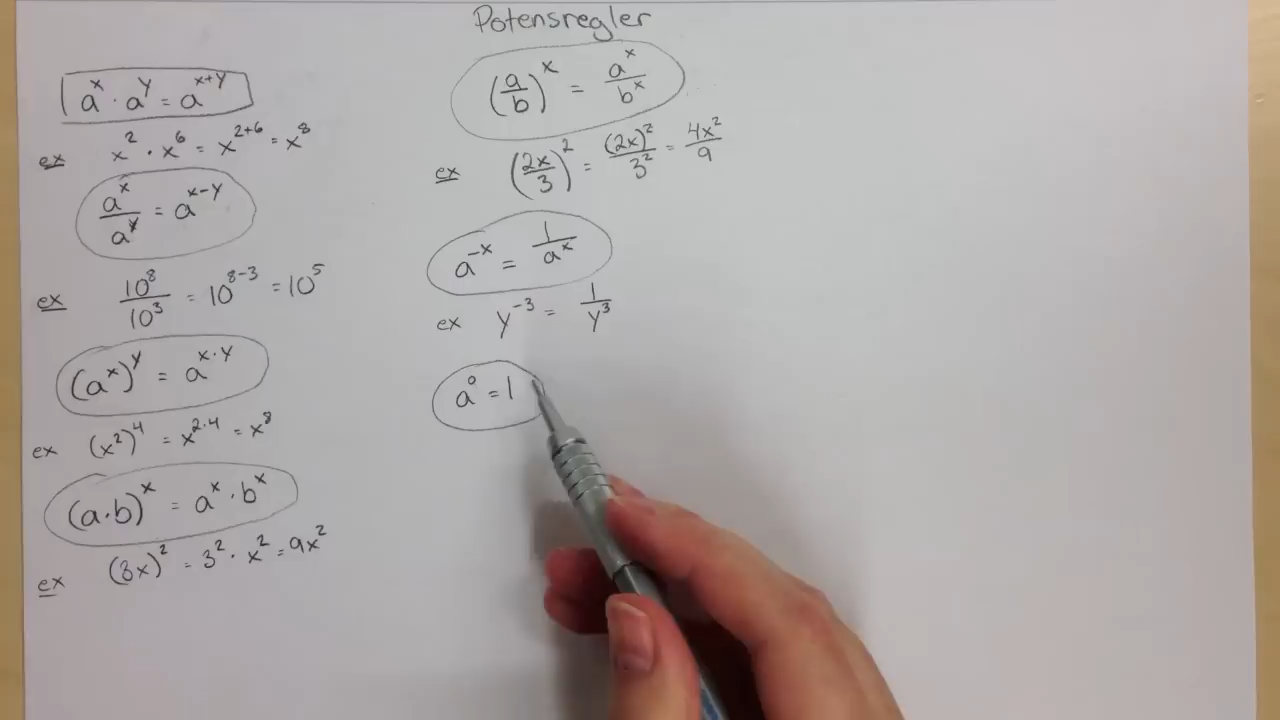 Potensregler
a^x · a^y = a^(x+y)
ex x^2 · x^6 = x^(2+6) = x^8
a^x/a^y = a^(x-y)
ex 10^8/10^3 = 10^(8-3) = 10^5
(a^x)^y = a^(x·y)
ex (x^2)^4 = x^(2·4) = x^8
(a·b)^x = a^x · b^x
ex (3x)^2 = 3^2 · x^2 = 9x^2
(a/b)^x = a^x/b^x
ex (2x/3)^2 = (2x)^2/3^2 = 4x^2/9
a^(-x) = 1/a^x
ex y^(-3) = 1/y^3
a^0 = 1